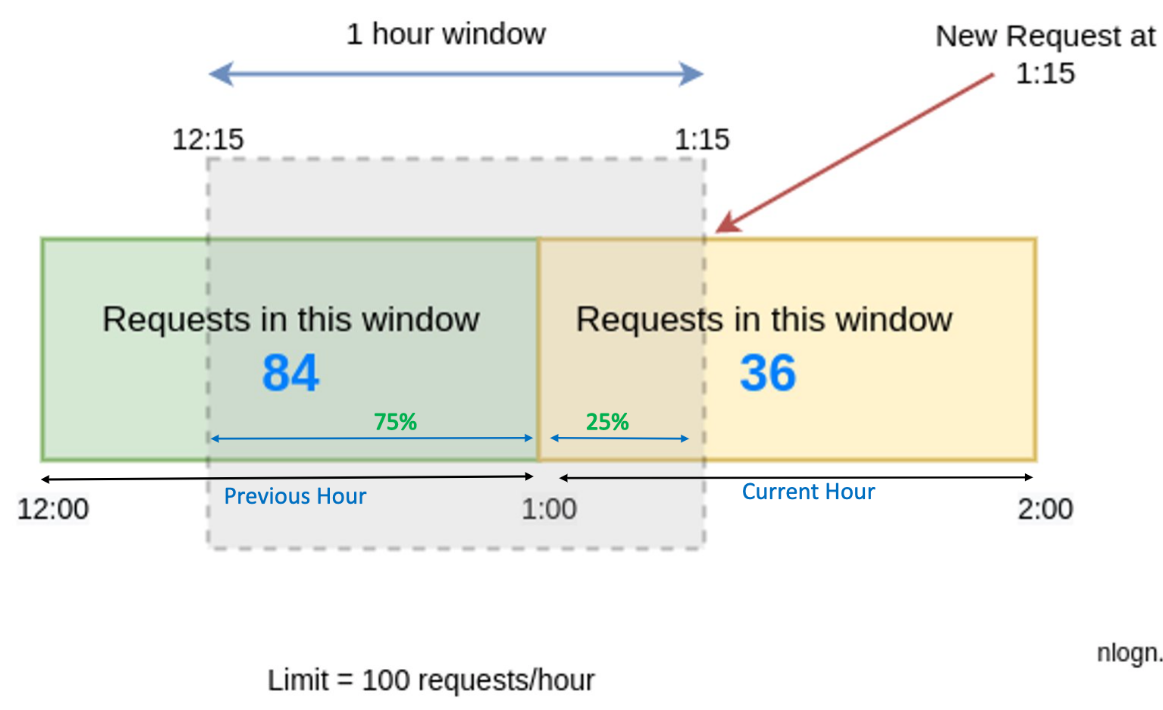 1 hour window
New Request at
1:15
12:15
1:15
Requests in this window
84
Requests in this window
36
75%
25%
Previous Hour
Current Hour
12:00
1:00
2:00
nlogn.
Limit = 100 requests/hour